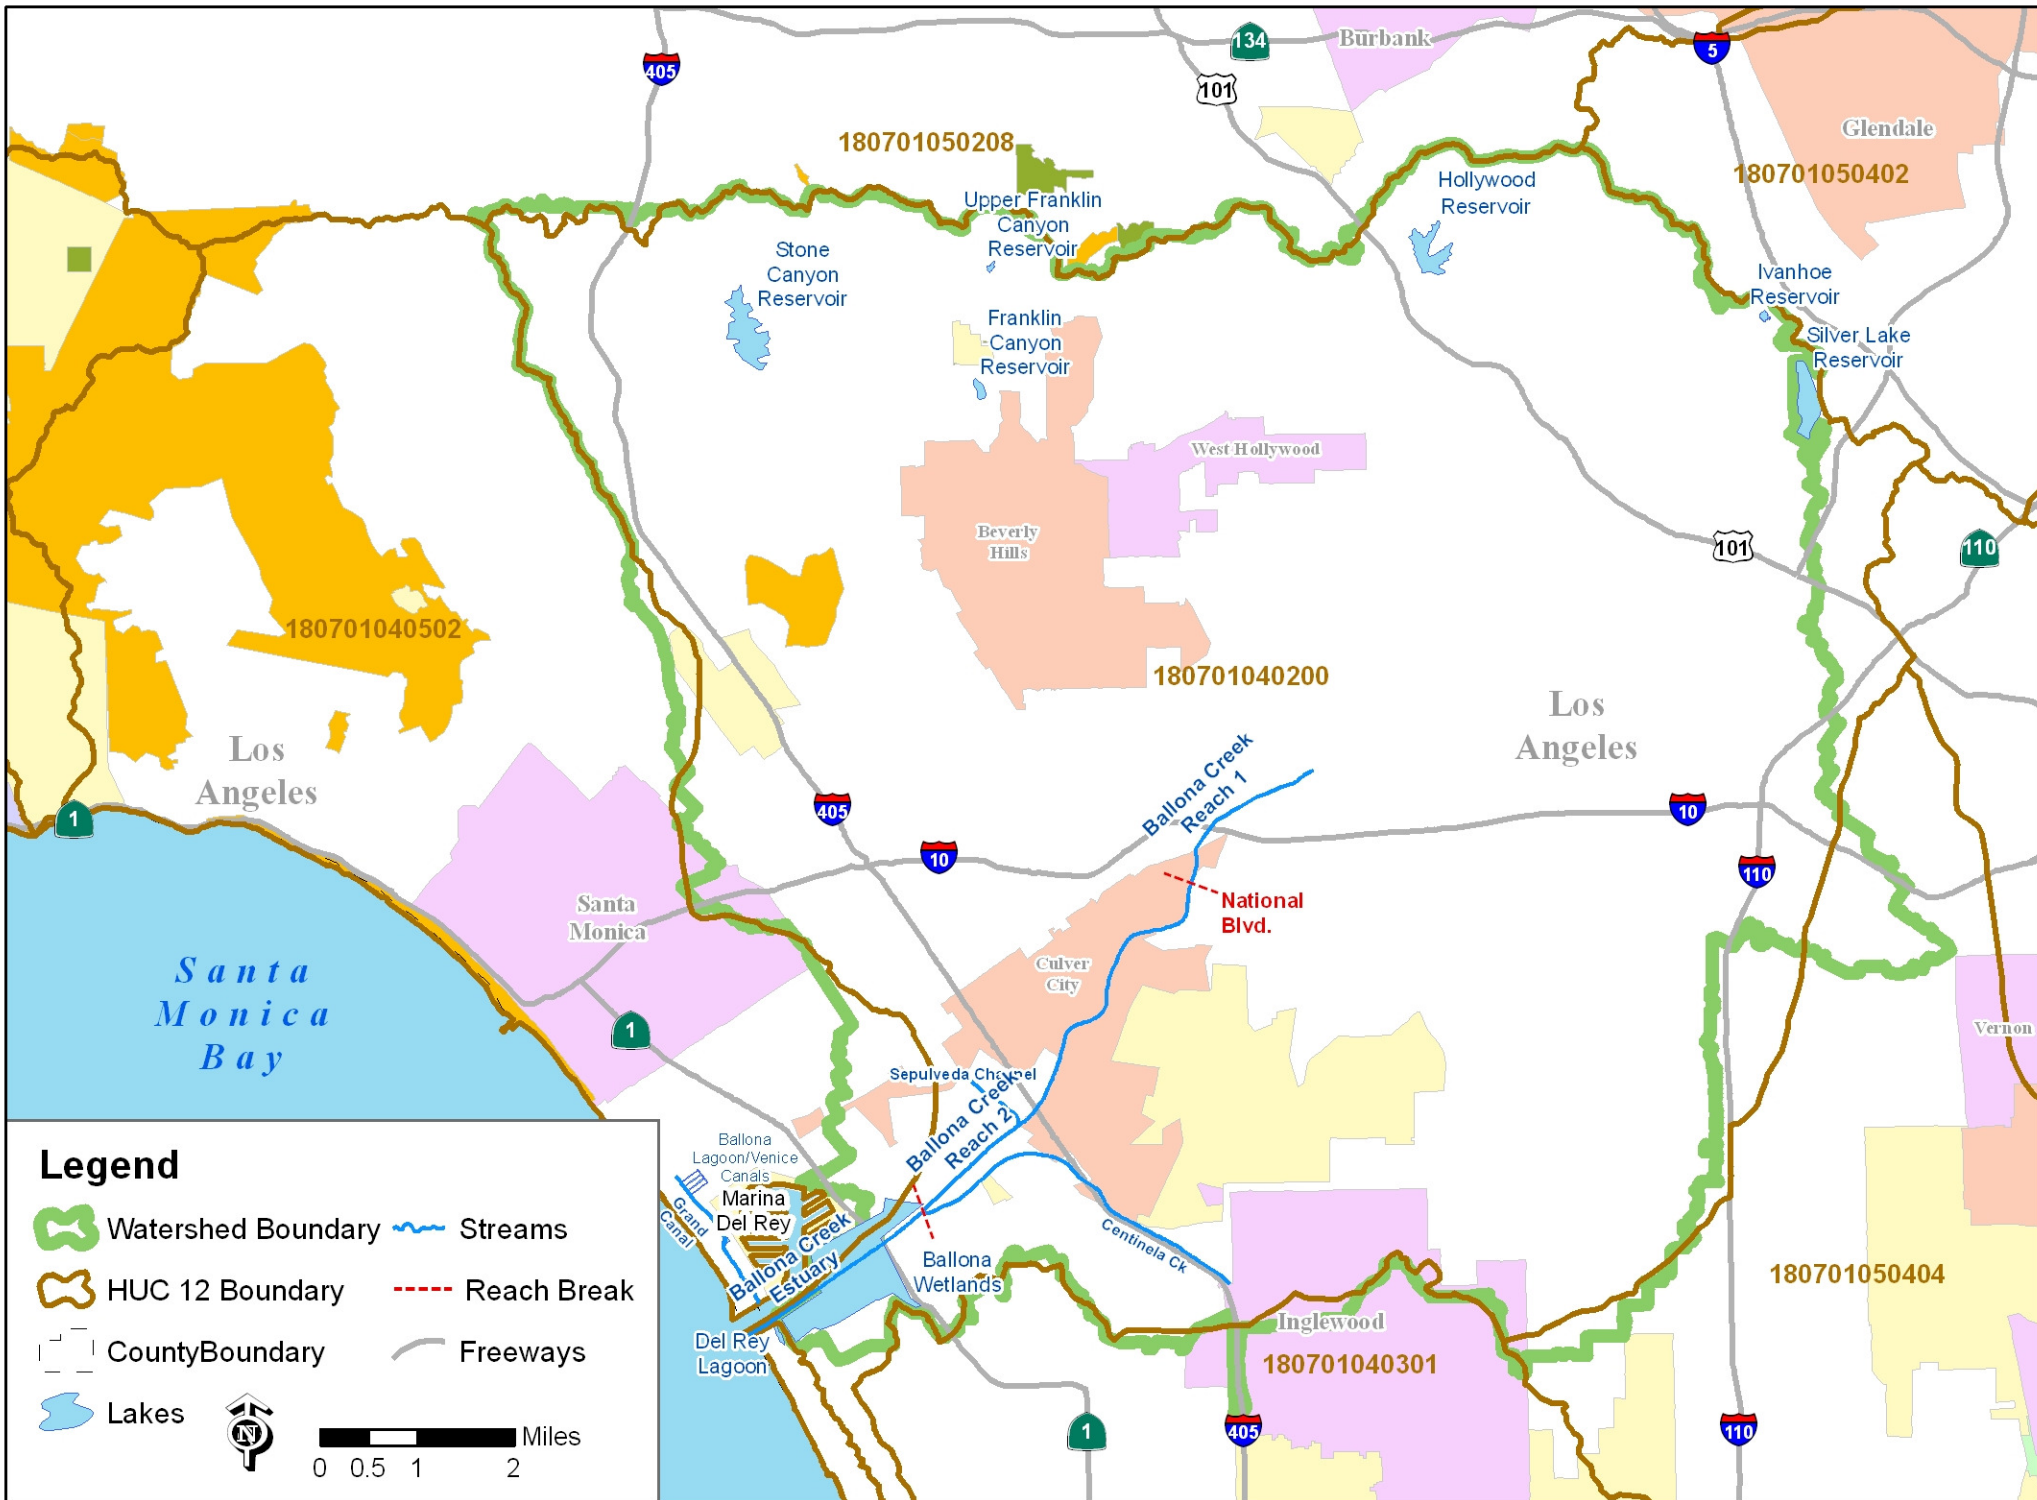 405
134
Burbank
5
101
Glendale
180701050208
180701050402
Hollywood
Reservoir
Upper Franklin
Canyon
Reservoir
Stone
Canyon
Reservoir
Ivanhoe
Reservoir
Franklin
Canyon
Reservoir
Silver Lake
Reservoir
West Hollywood
Beverly
Hills
101
110
180701040502
180701040200
Los
Angeles
Los
Angeles
Ballona Creek
Reach 1
1
405
10
10
110
National
Blvd.
Santa
Monica
Culver
City
Santa
Monica
Bay
1
Vernon
Sepulveda Channel
Ballona Creek
Reach 2
Ballona
Lagoon/Venice
Canals
Marina
Del Rey
Grand
Canal
Ballona Creek
Estuary
Centinela Ck
Ballona
Wetlands
Del Rey
Lagoon
Inglewood
180701050404
180701040301
1
405
110
Legend
Watershed Boundary
Streams
HUC 12 Boundary
Reach Break
CountyBoundary
Freeways
Lakes
N
Miles
0 0.5 1 2